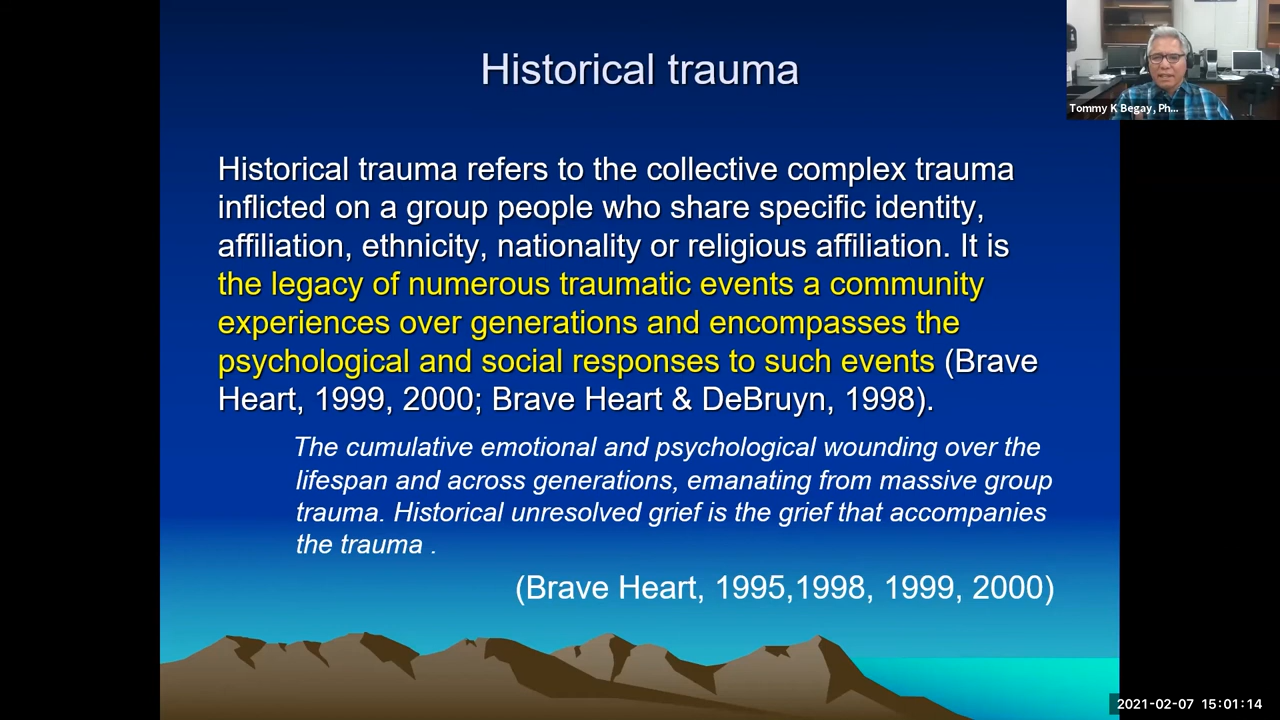 Historical trauma
Tommy K Begay, Ph...
Historical trauma refers to the collective complex trauma
inflicted on a group people who share specific identity,
affiliation, ethnicity, nationality or religious affiliation. It is
the legacy of numerous traumatic events a community
experiences over generations and encompasses the
psychological and social responses to such events (Brave
Heart, 1999, 2000; Brave Heart & DeBruyn, 1998).
The cumulative emotional and psychological wounding over the
lifespan and across generations, emanating from massive group
trauma. Historical unresolved grief is the grief that accompanies
the trauma .
(Brave Heart, 1995,1998, 1999, 2000)
2021-02-07 15:01:14